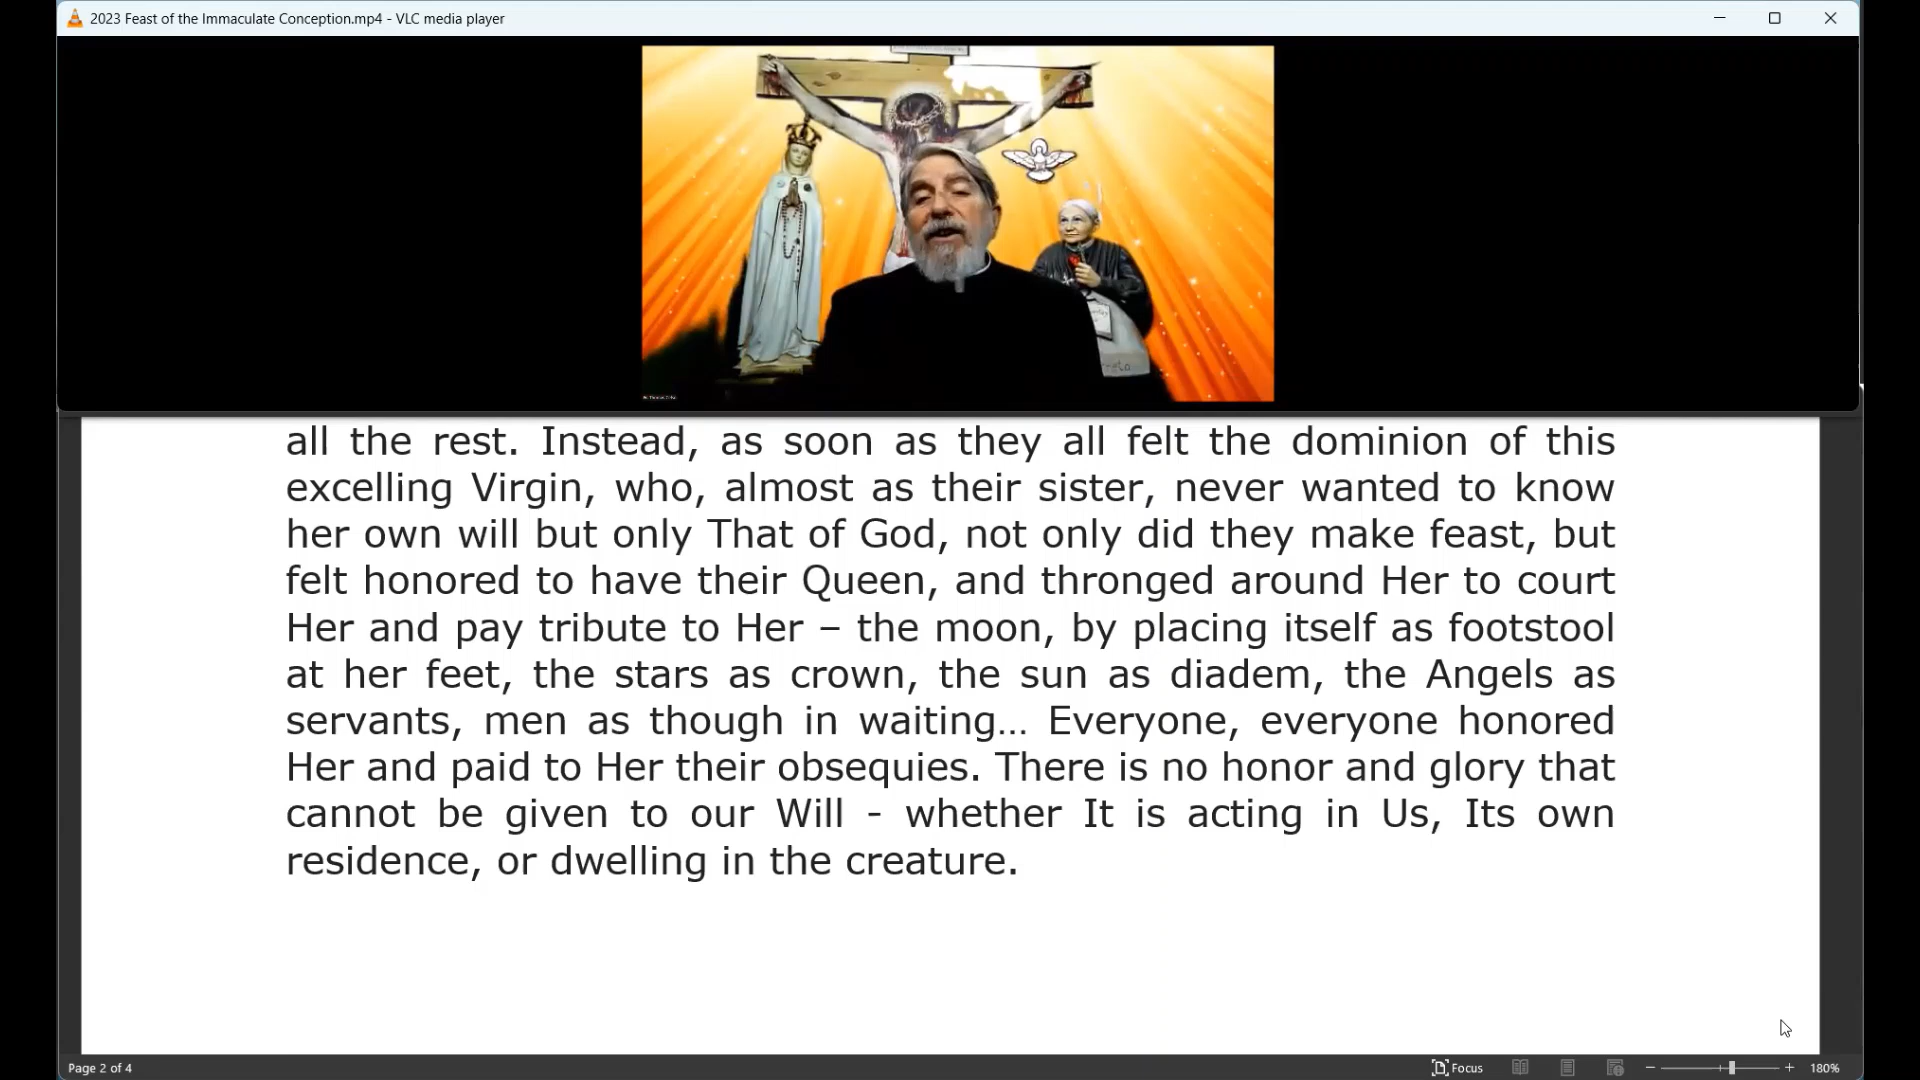 2023 Feast of the Immaculate Conception.mp4 - VLC media player
all the rest. Instead, as soon as they all felt the dominion of this
excelling Virgin, who, almost as their sister, never wanted to know
her own will but only That of God, not only did they make feast, but
felt honored to have their Queen, and thronged around Her to court
Her and pay tribute to Her – the moon, by placing itself as footstool
at her feet, the stars as crown, the sun as diadem, the Angels as
servants, men as though in waiting… Everyone, everyone honored
Her and paid to Her their obsequies. There is no honor and glory that
cannot be given to our Will - whether It is acting in Us, Its own
residence, or dwelling in the creature.
Page 2 of 4
Focus
180%